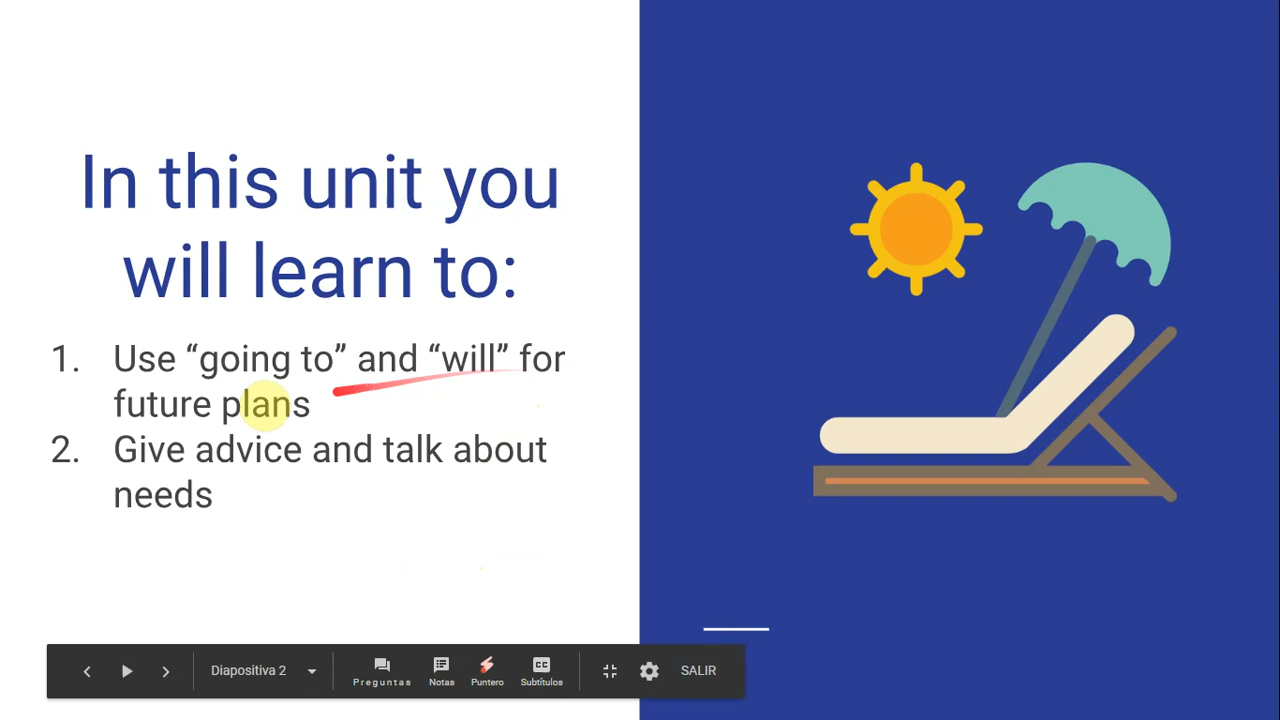 In this unit you
will learn to:
1. Use “going to” and “will” for
future plans
2. Give advice and talk about
needs
Diapositiva 2
Preguntas
Notas
Puntero
CC
Subtítulos
SALIR